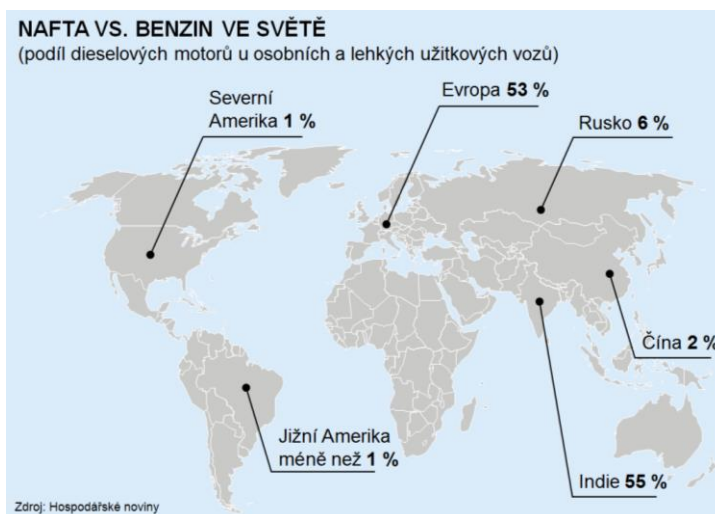 NAFTA VS. BENZIN VE SVĚTĚ
(podíl dieselových motorů u osobních a lehkých užitkových vozů)
Severní
Amerika 1 %
Evropa 53 %
Rusko 6 %
Čína 2 %
Jižní Amerika
méně než 1 %
Indie 55 %
Zdroj: Hospodářské noviny